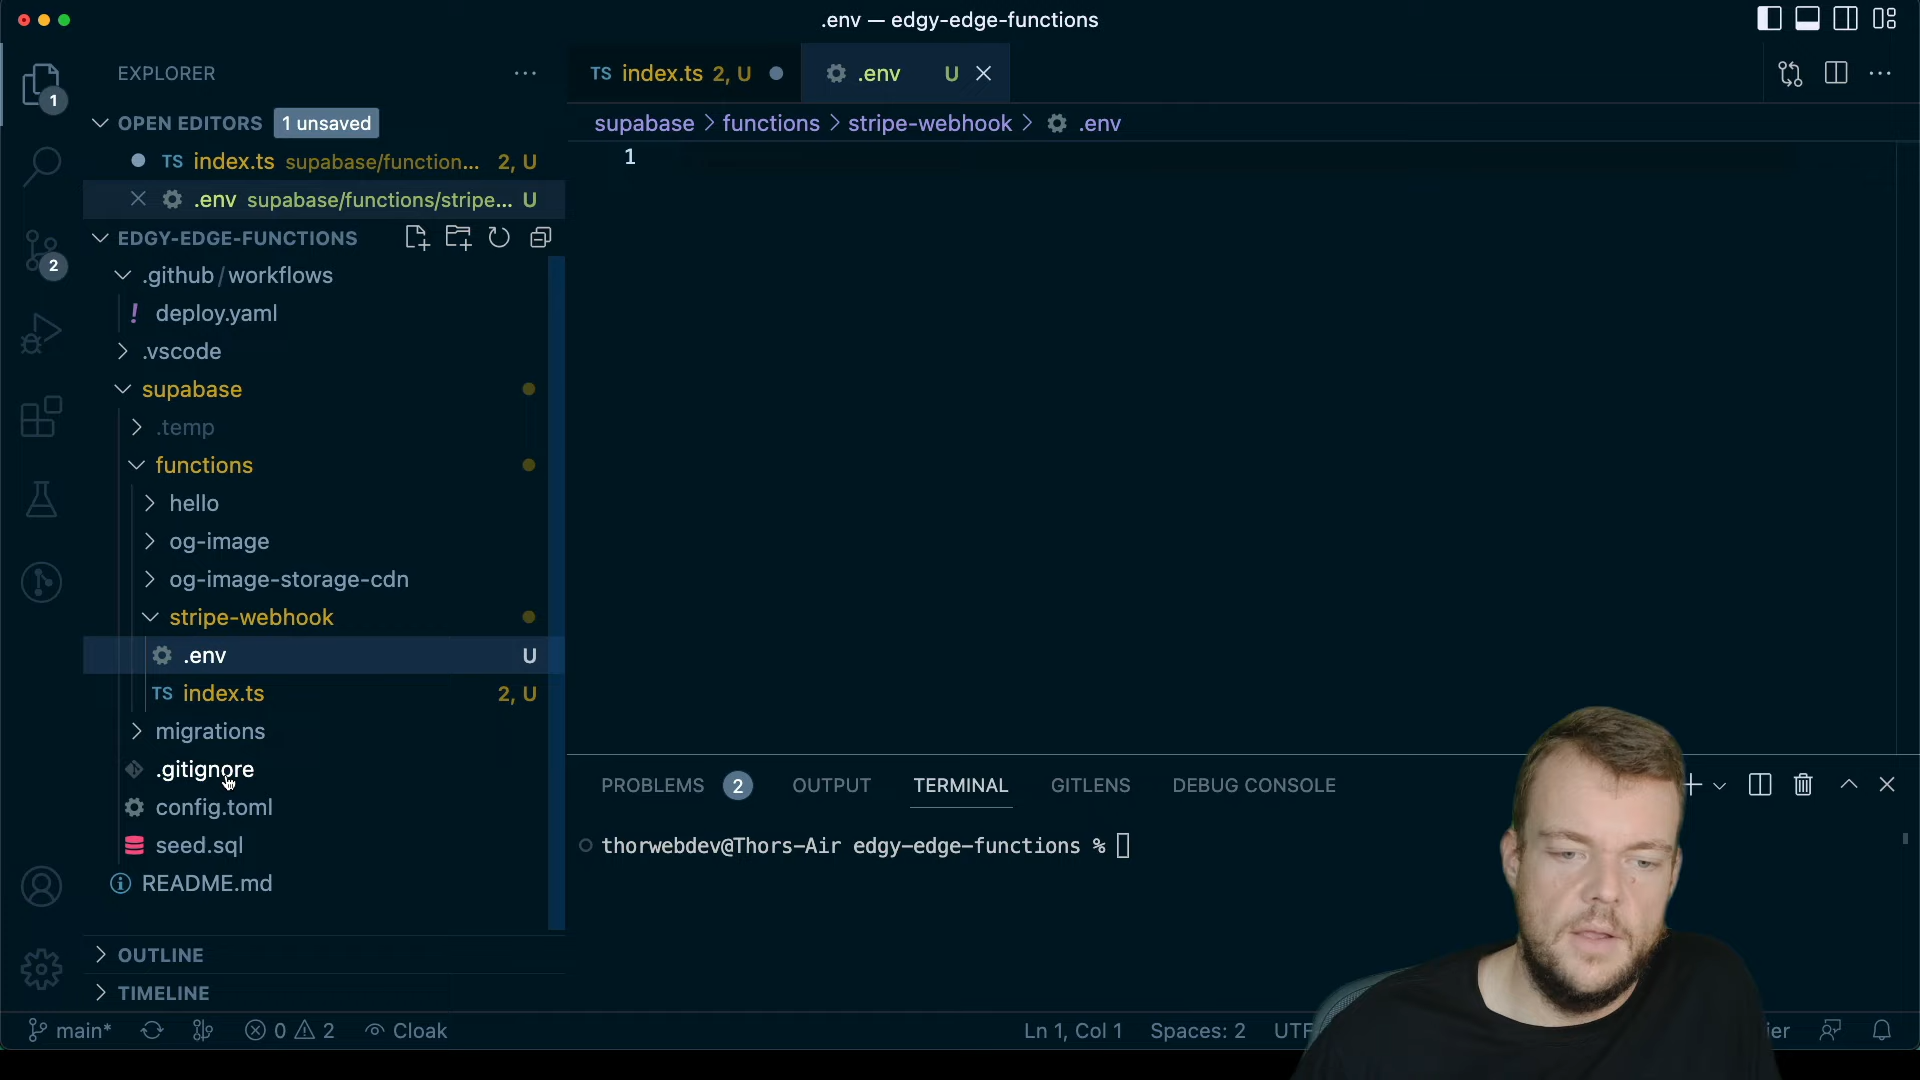 .env — edgy-edge-functions
EXPLORER
TS index.ts 2, U
.env U
1
OPEN EDITORS 1 unsaved
supabase > functions > stripe-webhook > .env
TS index.ts supabase/function... 2, U
1
.env supabase/functions/stripe... U
EDGY-EDGE-FUNCTIONS
2
.github/workflows
! deploy.yaml
.vscode
supabase
.temp
functions
hello
og-image
og-image-storage-cdn
stripe-webhook
.env U
TS index.ts 2, U
migrations
.gitignore
config.toml
seed.sql
README.md
PROBLEMS 2 OUTPUT TERMINAL GITLENS DEBUG CONSOLE
thorwebdev@Thors-Air edgy-edge-functions %
OUTLINE
TIMELINE
main* 0 2 Cloak
Ln 1, Col 1 Spaces: 2